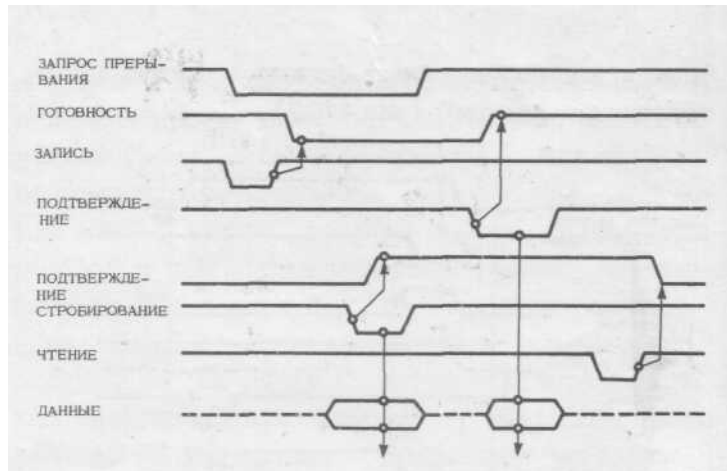 ЗАПРОС ПРЕРЫ-
ВАНИЯ
ГОТОВНОСТЬ
ЗАПИСЬ
ПОДТВЕРЖДЕ-
НИЕ
ПОДТВЕРЖДЕ-
НИЕ
СТРОБИРОВАНИЕ
ЧТЕНИЕ
ДАННЫЕ